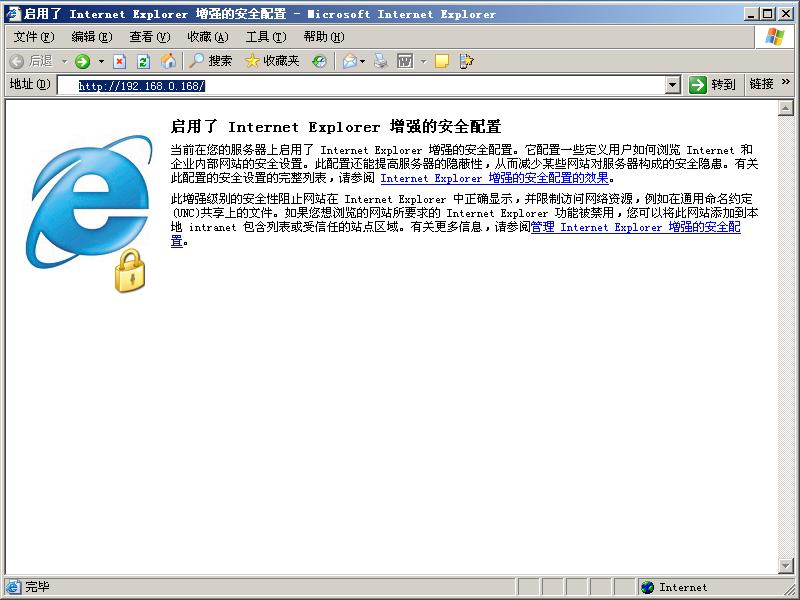 启用了 Internet Explorer 增强的安全配置 - Microsoft Internet Explorer
文件(F) 编辑(E) 查看(V) 收藏(A) 工具(T) 帮助(H)
后退 搜索 收藏夹
地址(D) http://192.168.0.168/ 转到 链接 »
启用了 Internet Explorer 增强的安全配置
当前在您的服务器上启用了 Internet Explorer 增强的安全配置。它配置一些定义用户如何浏览 Internet 和
企业内部网站的安全设置。此配置还能提高服务器的隐蔽性，从而减少某些网站对服务器构成的安全隐患。有关
此配置的安全设置的完整列表，请参阅 Internet Explorer 增强的安全配置的效果。
此增强级别的安全性阻止网站在 Internet Explorer 中正确显示，并限制访问网络资源，例如在通用命名约定
(UNC)共享上的文件。如果您想浏览的网站所要求的 Internet Explorer 功能被禁用，您可以将此网站添加到本
地 intranet 包含列表或受信任的站点区域。有关更多信息，请参阅管理 Internet Explorer 增强的安全配
置。
完毕 Internet